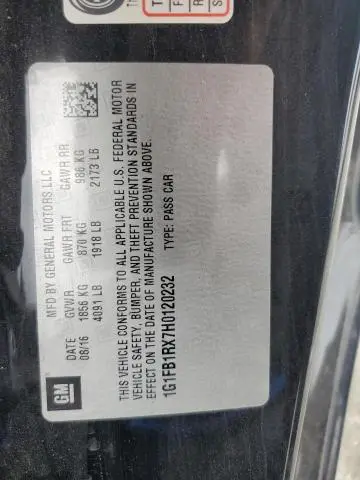 MFD BY GENERAL MOTORS LLC
DATE GVWR GAWR FRT GAWR RR
08/16 1856 KG 870 KG 986 KG
4091 LB 1918 LB 2173 LB
THIS VEHICLE CONFORMS TO ALL APPLICABLE U.S. FEDERAL MOTOR
VEHICLE SAFETY, BUMPER, AND THEFT PREVENTION STANDARDS IN
EFFECT ON THE DATE OF MANUFACTURE SHOWN ABOVE.
1G1FB1RX7H0120232 TYPE: PASS CAR
GM